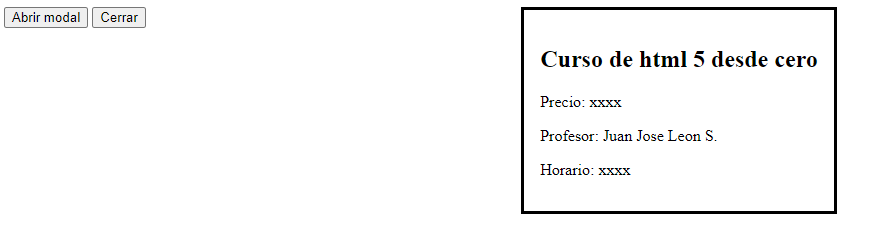 Abrir modal Cerrar
Curso de html 5 desde cero
Precio: xxxx
Profesor: Juan Jose Leon S.
Horario: xxxx